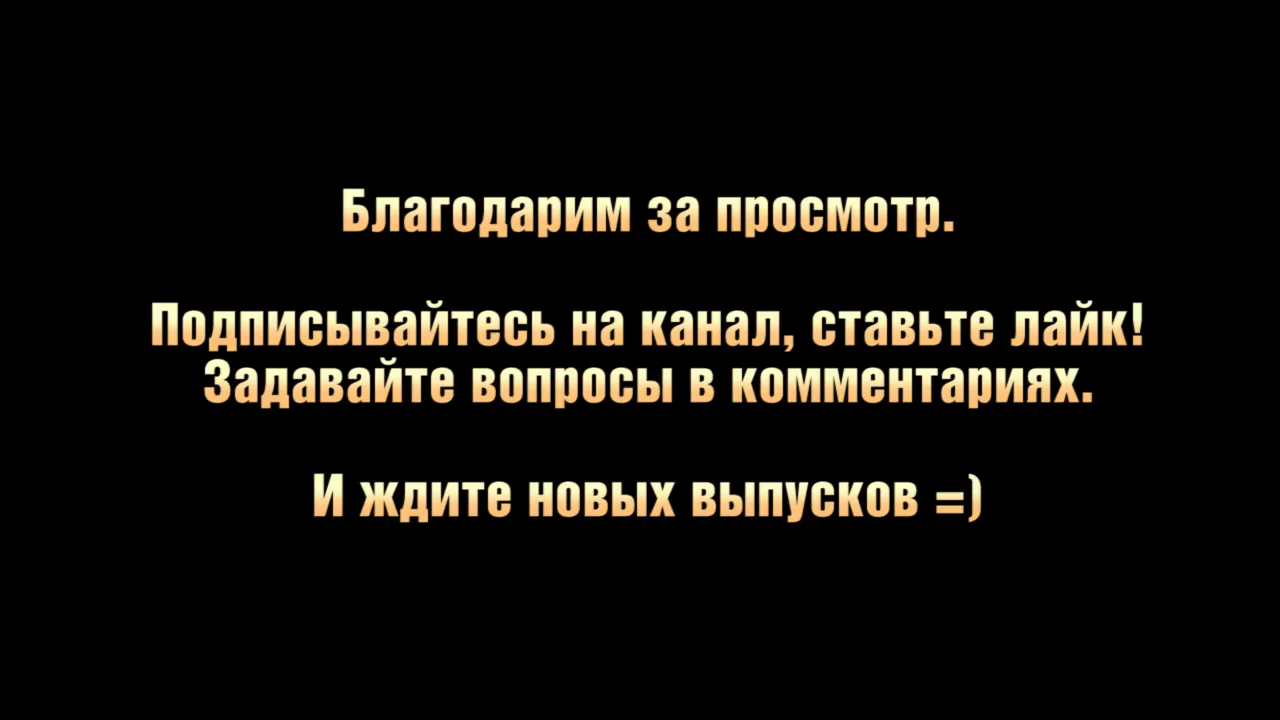 Благодарим за просмотр.
Подписывайтесь на канал, ставьте лайк!
Задавайте вопросы в комментариях.
И ждите новых выпусков =)